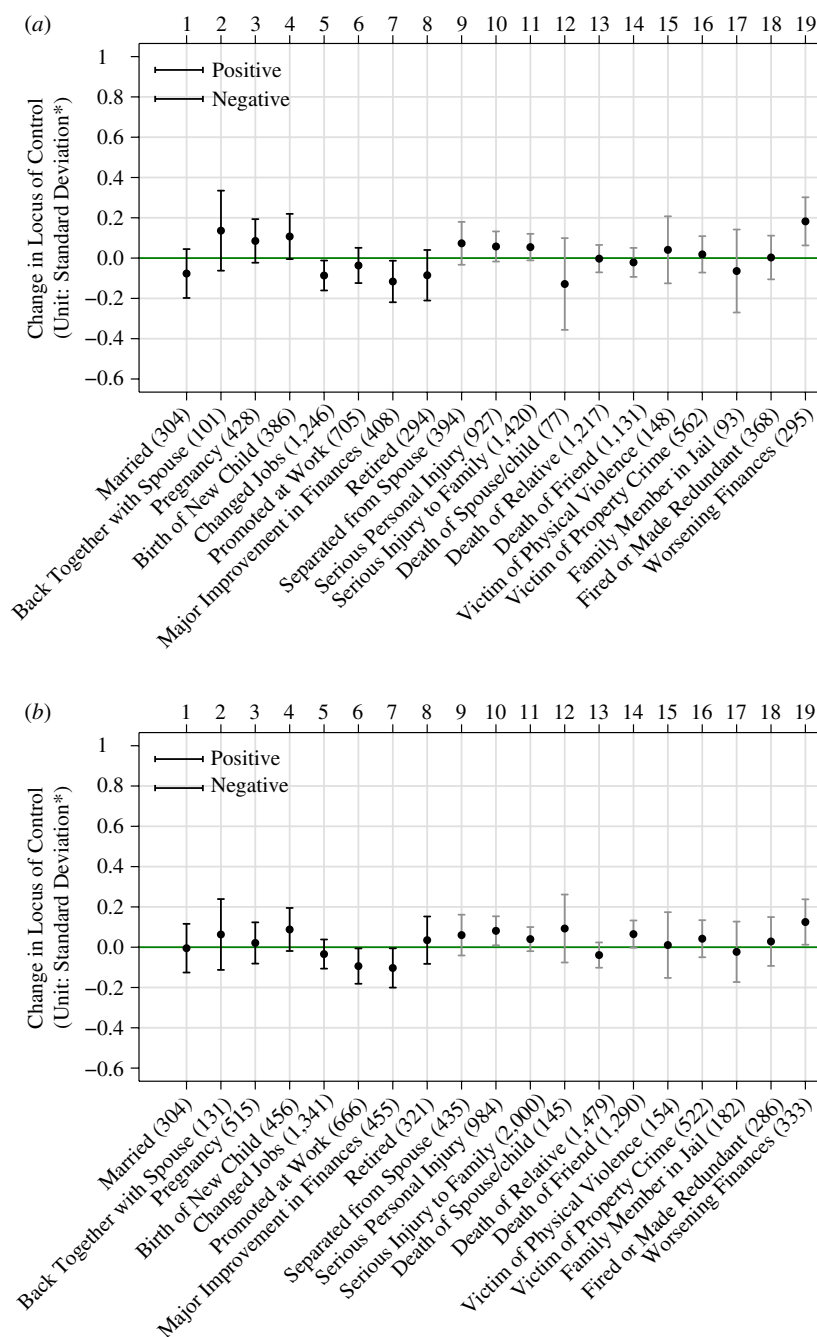 (a)
1 2 3 4 5 6 7 8 9 10 11 12 13 14 15 16 17 18 19
Change in Locus of Control
(Unit: Standard Deviation*)
1
0.8
0.6
0.4
0.2
0.0
−0.2
−0.4
−0.6
Positive
Negative
Married (304)
Back Together with Spouse (101)
Pregnancy (428)
Birth of New Child (386)
Changed Jobs (1,246)
Promoted at Work (705)
Major Improvement in Finances (408)
Retired (294)
Separated from Spouse (394)
Serious Personal Injury (927)
Serious Injury to Family (1,420)
Death of Spouse/child (77)
Death of Relative (1,217)
Death of Friend (1,131)
Victim of Physical Violence (148)
Victim of Property Crime (562)
Family Member in Jail (93)
Fired or Made Redundant (368)
Worsening Finances (295)
(b)
1 2 3 4 5 6 7 8 9 10 11 12 13 14 15 16 17 18 19
Change in Locus of Control
(Unit: Standard Deviation*)
1
0.8
0.6
0.4
0.2
0.0
−0.2
−0.4
−0.6
Positive
Negative
Married (304)
Back Together with Spouse (131)
Pregnancy (515)
Birth of New Child (456)
Changed Jobs (1,341)
Promoted at Work (666)
Major Improvement in Finances (455)
Retired (321)
Separated from Spouse (435)
Serious Personal Injury (984)
Serious Injury to Family (2,000)
Death of Spouse/child (145)
Death of Relative (1,479)
Death of Friend (1,290)
Victim of Physical Violence (154)
Victim of Property Crime (522)
Family Member in Jail (182)
Fired or Made Redundant (286)
Worsening Finances (333)